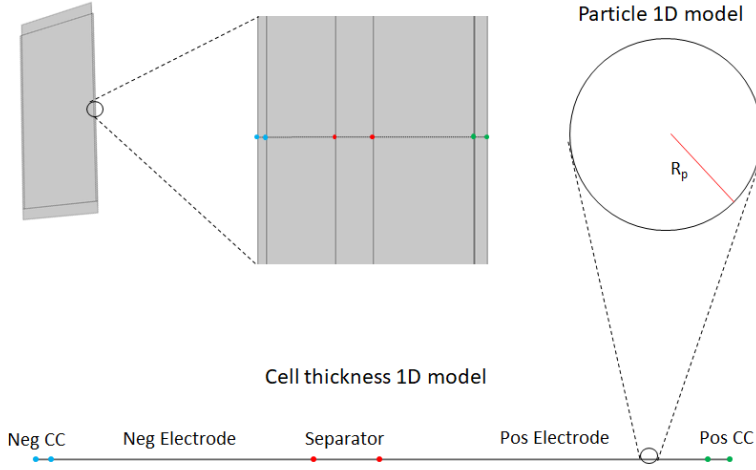 Particle 1D model
Rp
Cell thickness 1D model
Neg CC Neg Electrode Separator Pos Electrode Pos CC